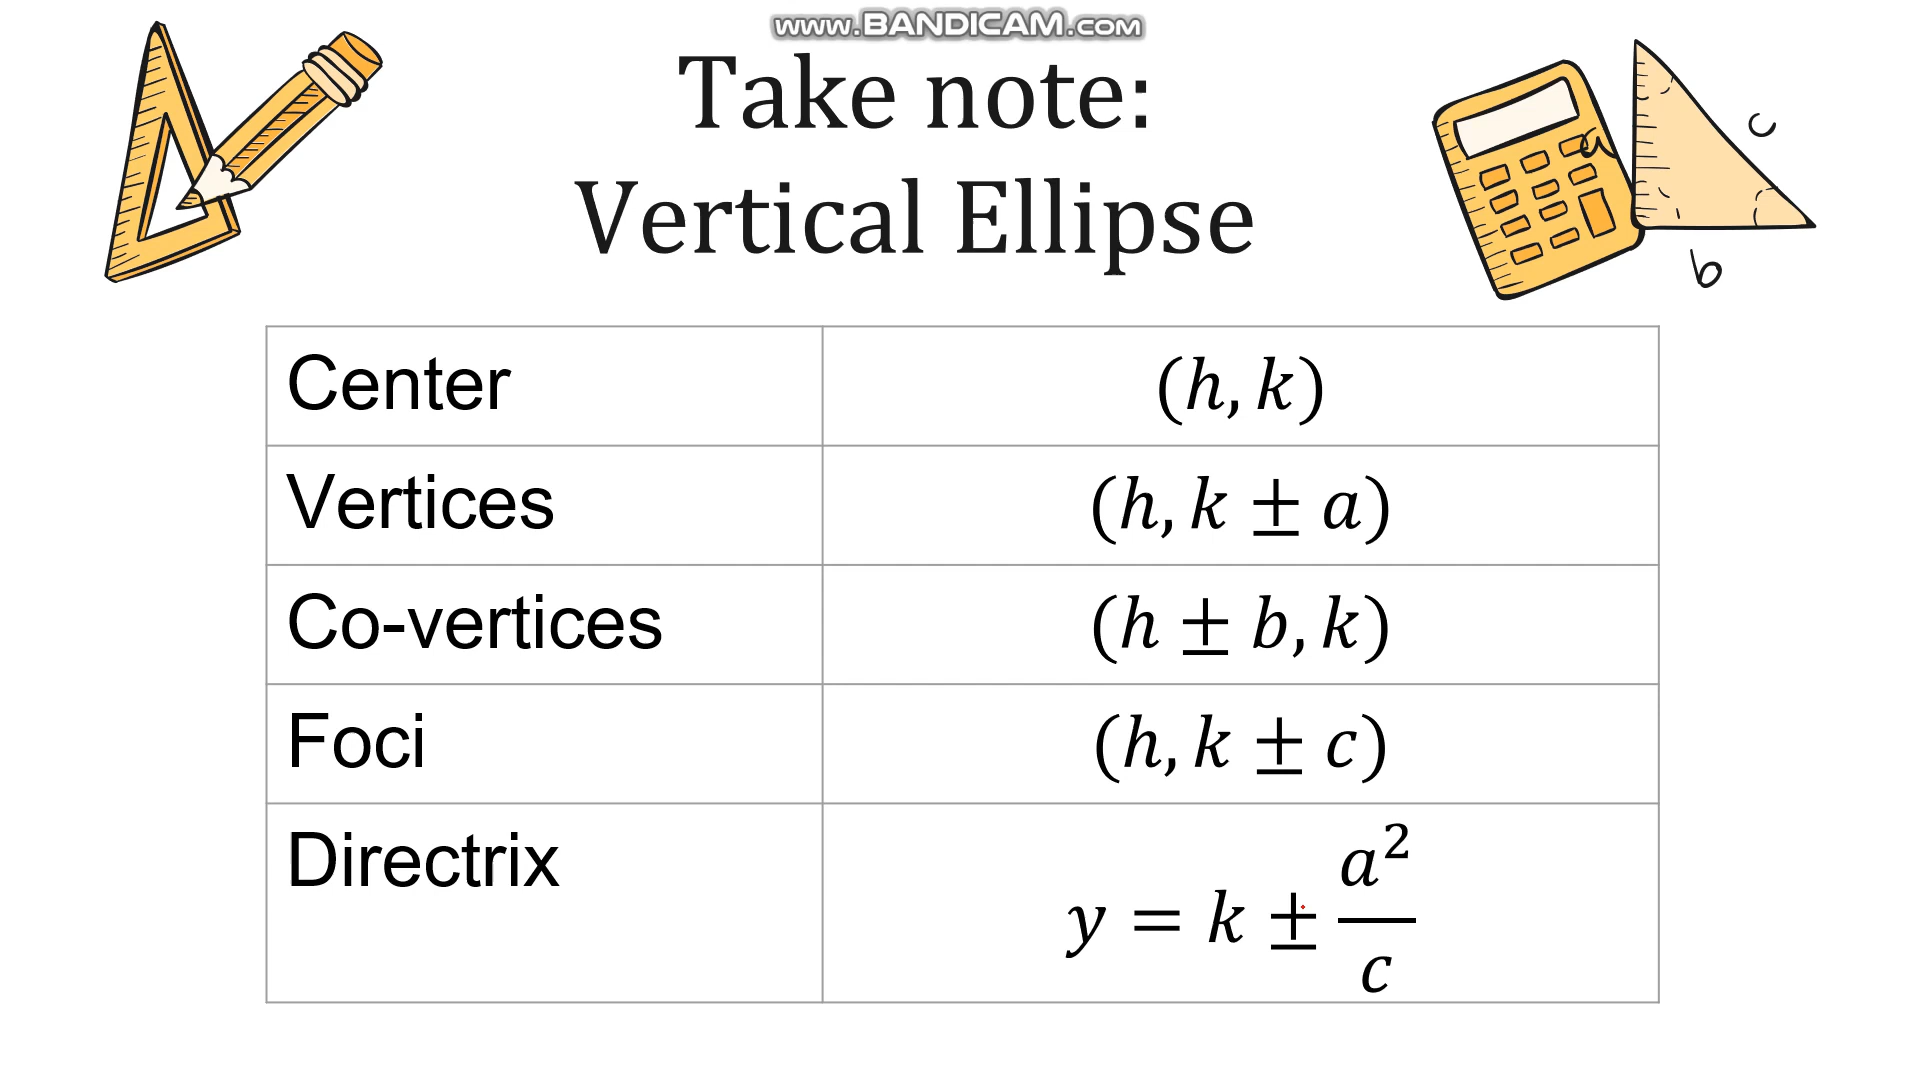 www.BANDICAM.com
Take note:
Vertical Ellipse
a
c
b
Center (h, k)
Vertices (h, k ± a)
Co-vertices (h ± b, k)
Foci (h, k ± c)
Directrix y = k ± a²/c